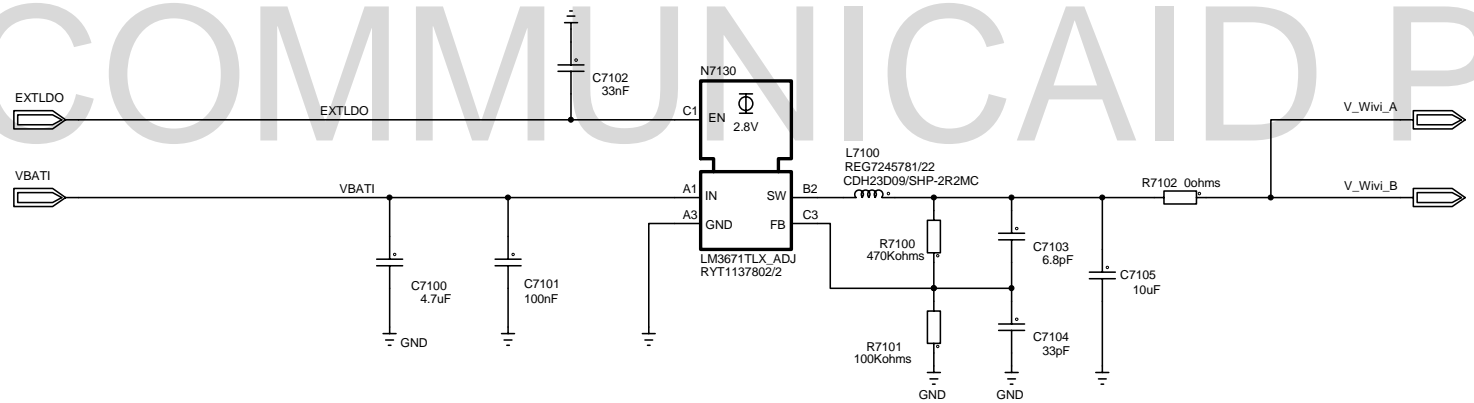 COMMUNICAID P
N7130
C7102
33nF
EXTLDO
EXTLDO
C1
EN
2.8V
V_Wivi_A
L7100
REG7245781/22
CDH23D09/SHP-2R2MC
VBATI
VBATI
A1
IN
SW
B2
R7102 0ohms
V_Wivi_B
A3
GND
FB
C3
R7100
470Kohms
C7103
6.8pF
LM3671TLX_ADJ
RYT1137802/2
C7100
4.7uF
C7101
100nF
C7105
10uF
GND
R7101
100Kohms
C7104
33pF
GND
GND